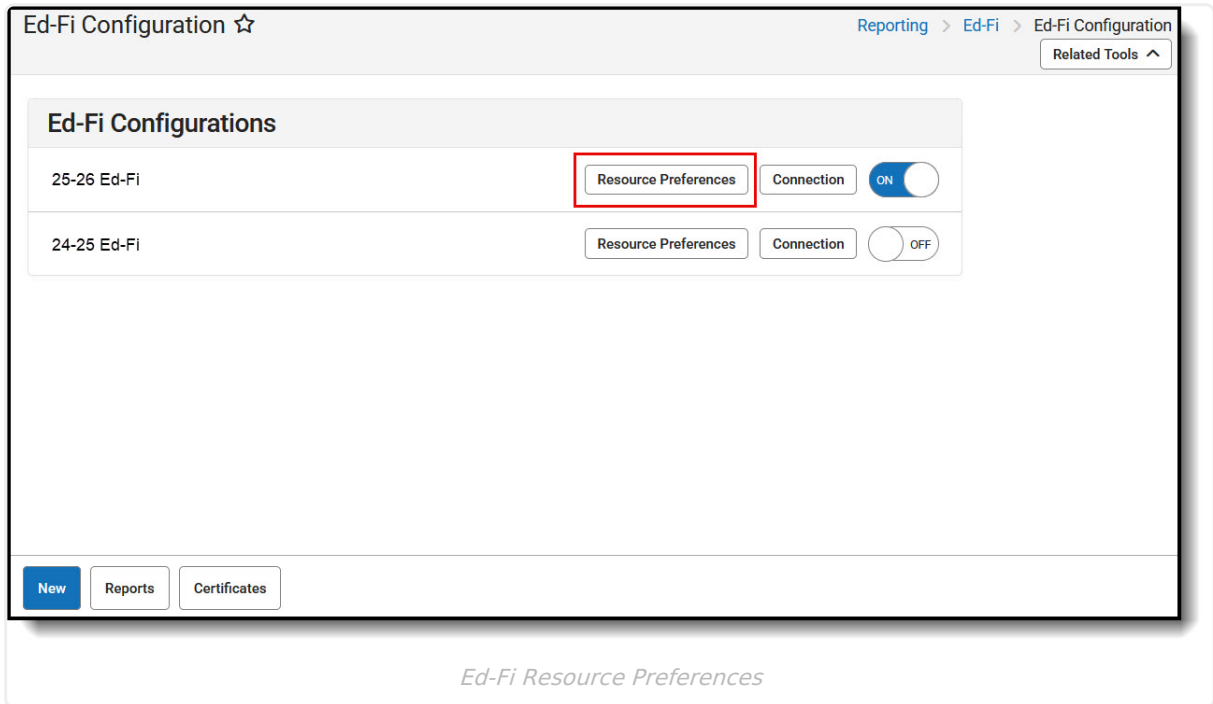 Ed-Fi Configuration
Reporting > Ed-Fi > Ed-Fi Configuration
Related Tools
Ed-Fi Configurations
25-26 Ed-Fi Resource Preferences Connection ON
24-25 Ed-Fi Resource Preferences Connection OFF
New Reports Certificates
Ed-Fi Resource Preferences